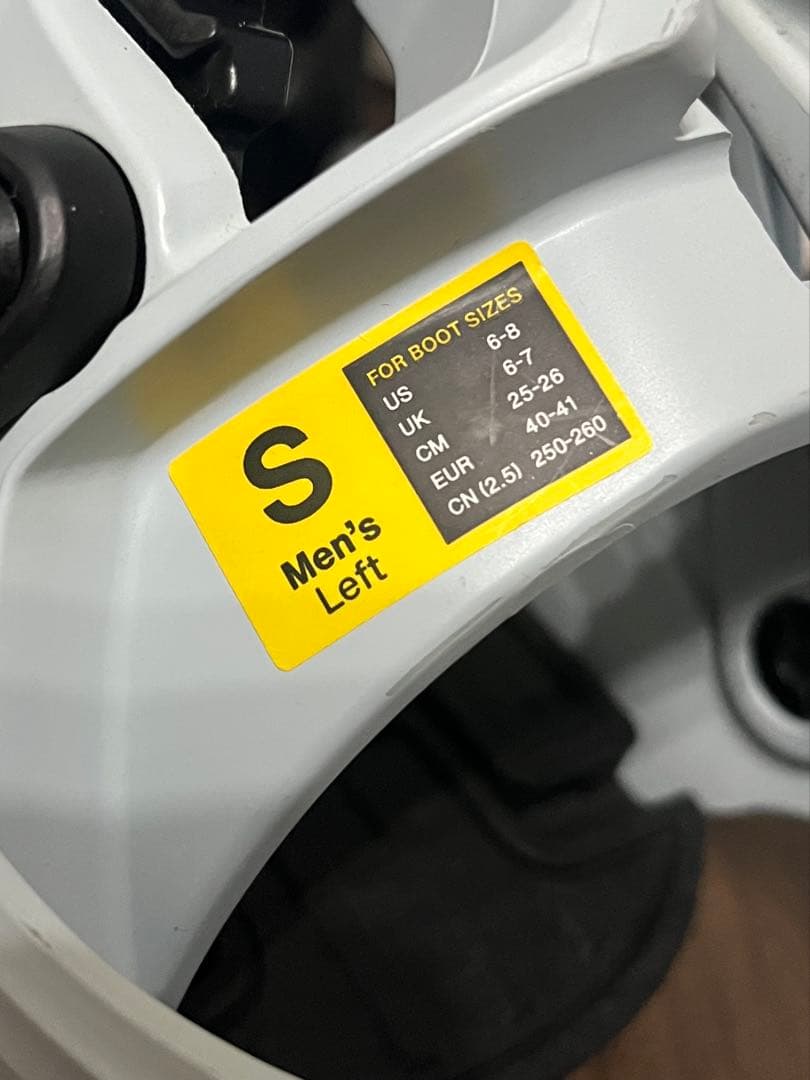 S
Men's
Left
FOR BOOT SIZES
US 6-8
UK 6-7
CM 25-26
EUR 40-41
CN (2.5) 250-260